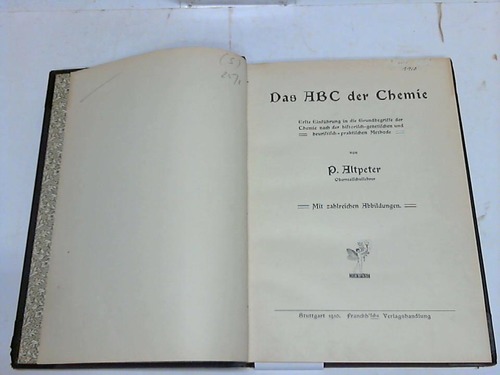 (S)
Das ABC der Chemie
Erste Einführung in die Grundbegriffe der
Chemie nach der historisch-genetischen und
heuristisch-praktischen Methode
von
P. Altpeter
Oberrealschullehrer
Mit zahlreichen Abbildungen.
Stuttgart 1910. Franckh'sche Verlagshandlung